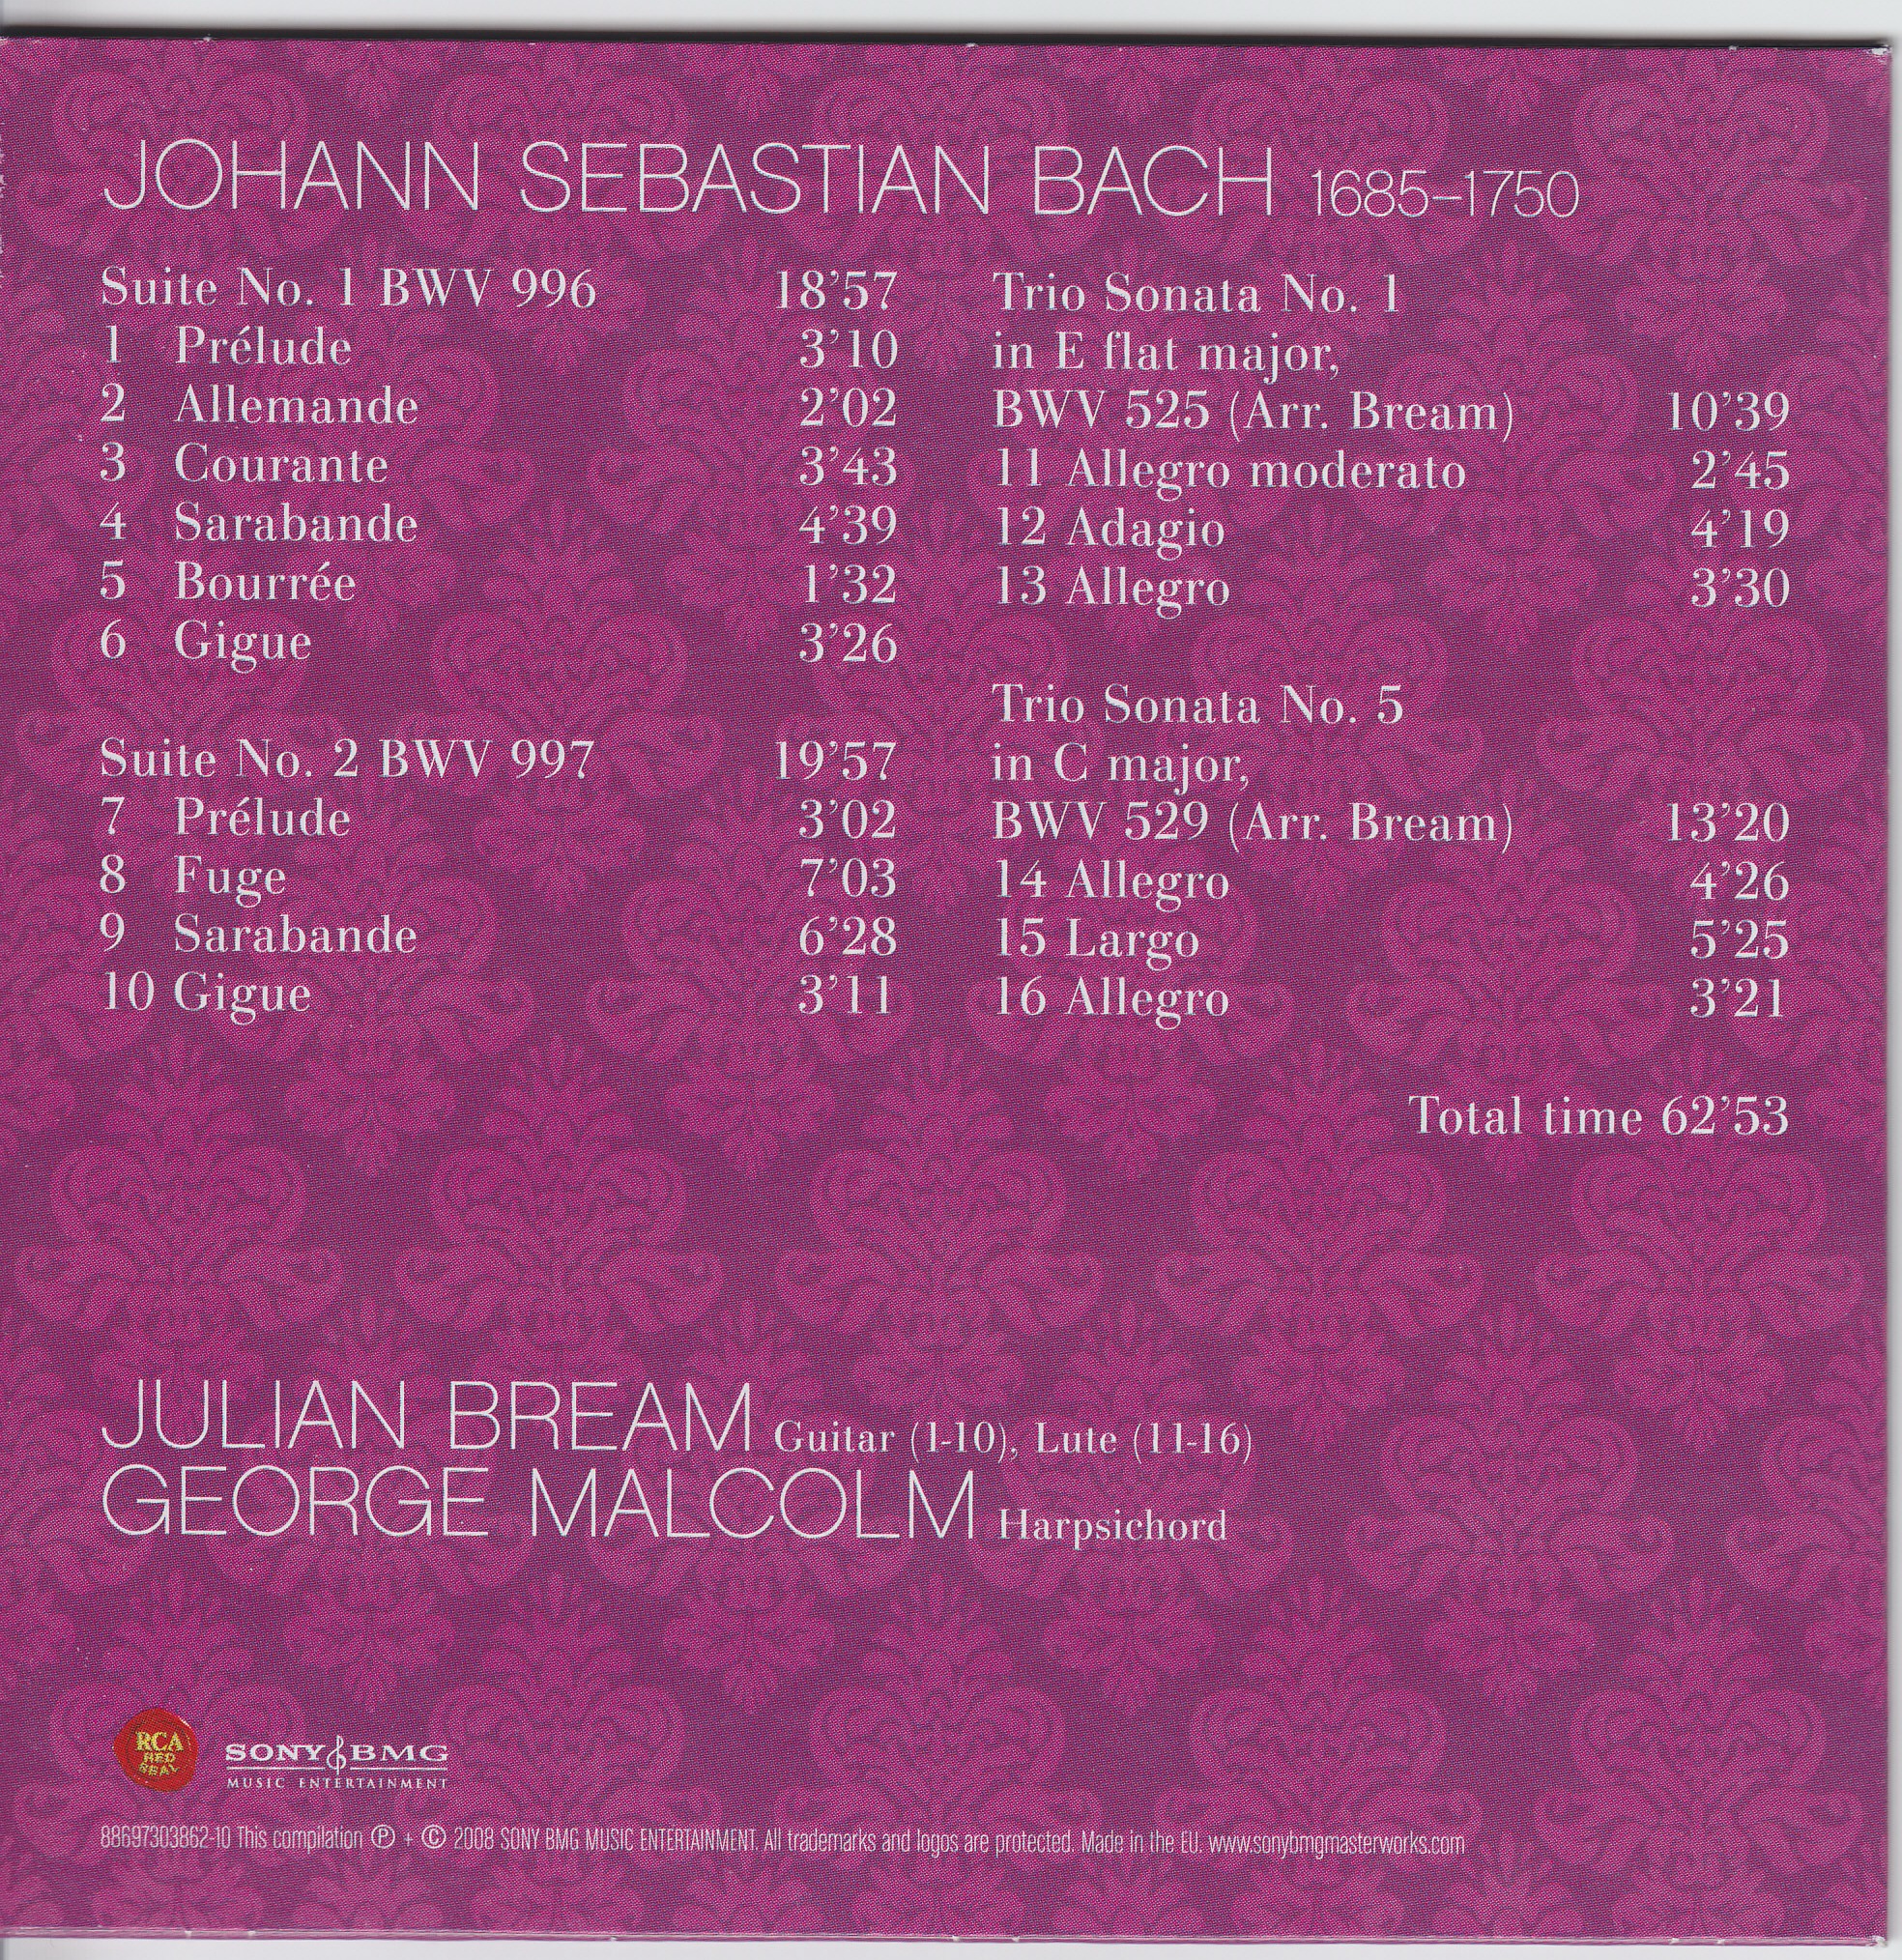 JOHANN SEBASTIAN BACH 1685–1750
Suite No. 1 BWV 996 18’57
1 Prélude 3’10
2 Allemande 2’02
3 Courante 3’43
4 Sarabande 4’39
5 Bourrée 1’32
6 Gigue 3’26
Suite No. 2 BWV 997 19’57
7 Prélude 3’02
8 Fuge 7’03
9 Sarabande 6’28
10 Gigue 3’11
Trio Sonata No. 1
in E flat major,
BWV 525 (Arr. Bream) 10’39
11 Allegro moderato 2’45
12 Adagio 4’19
13 Allegro 3’30
Trio Sonata No. 5
in C major,
BWV 529 (Arr. Bream) 13’20
14 Allegro 4’26
15 Largo 5’25
16 Allegro 3’21
Total time 62’53
JULIAN BREAM Guitar (1-10), Lute (11-16)
GEORGE MALCOLM Harpsichord
RCA
RED
SEAL
SONY BMG
MUSIC ENTERTAINMENT
88697303862-10 This compilation ℗ + © 2008 SONY BMG MUSIC ENTERTAINMENT. All trademarks and logos are protected. Made in the EU. www.sonybmgmasterworks.com